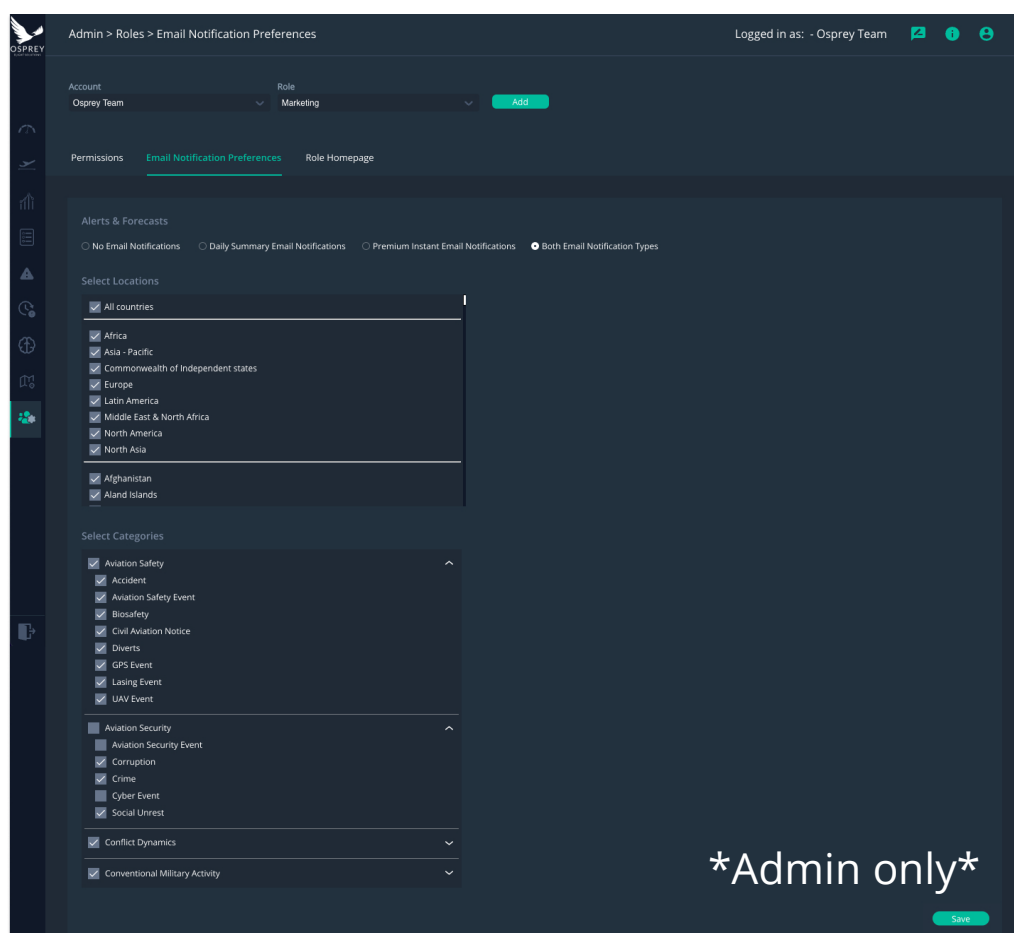 OSPREY
Admin > Roles > Email Notification Preferences
Logged in as: - Osprey Team
Account
Role
Osprey Team
Marketing
Add
Permissions
Email Notification Preferences
Role Homepage
Alerts & Forecasts
No Email Notifications
Daily Summary Email Notifications
Premium Instant Email Notifications
Both Email Notification Types
Select Locations
All countries
Africa
Asia - Pacific
Commonwealth of Independent states
Europe
Latin America
Middle East & North Africa
North America
North Asia
Afghanistan
Aland Islands
Select Categories
Aviation Safety
Accident
Aviation Safety Event
Biosafety
Civil Aviation Notice
Diverts
GPS Event
Lasing Event
UAV Event
Aviation Security
Aviation Security Event
Corruption
Crime
Cyber Event
Social Unrest
Conflict Dynamics
Conventional Military Activity
*Admin only*
Save